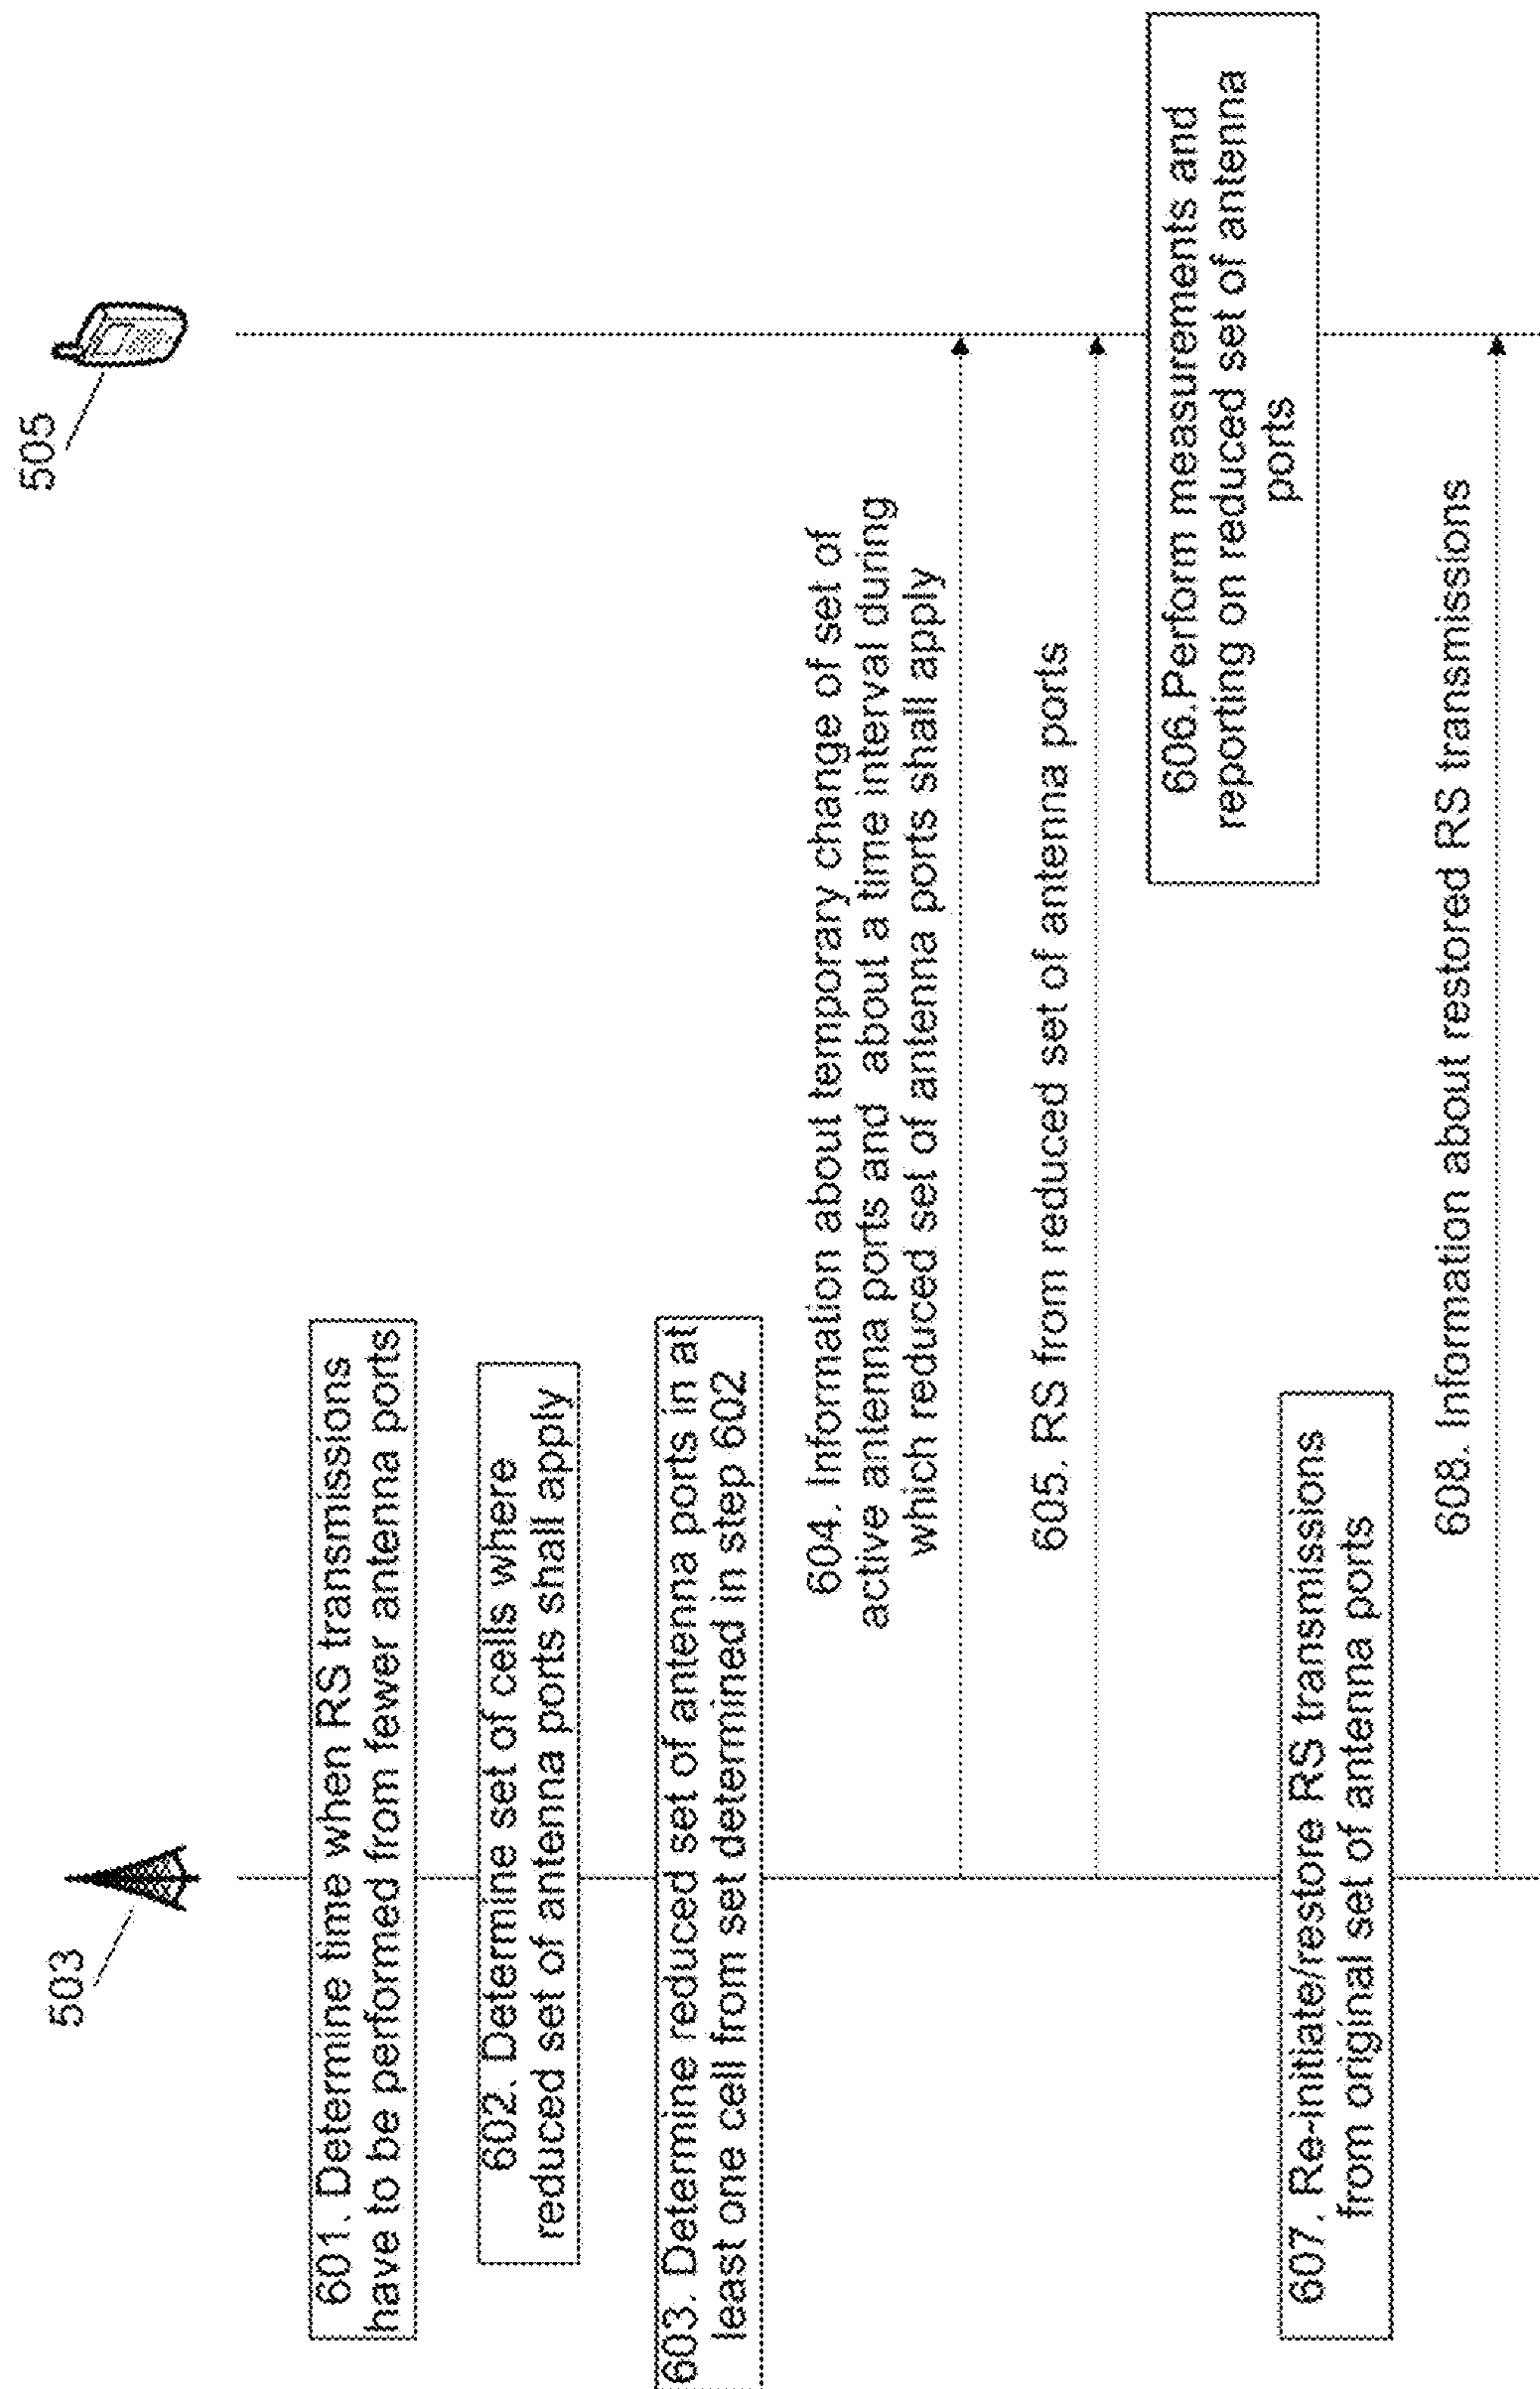 503
505
601. Determine time when RS transmissions
have to be performed from fewer antenna ports
602. Determine set of cells where
reduced set of antenna ports shall apply
603. Determine reduced set of antenna ports in at
least one cell from set determined in step 602
604. Information about temporary change of set of
active antenna ports and about a time interval during
which reduced set of antenna ports shall apply
605. RS from reduced set of antenna ports
606.Perform measurements and
reporting on reduced set of antenna
ports
607. Re-initiate/restore RS transmissions
from original set of antenna ports
608. Information about restored RS transmissions